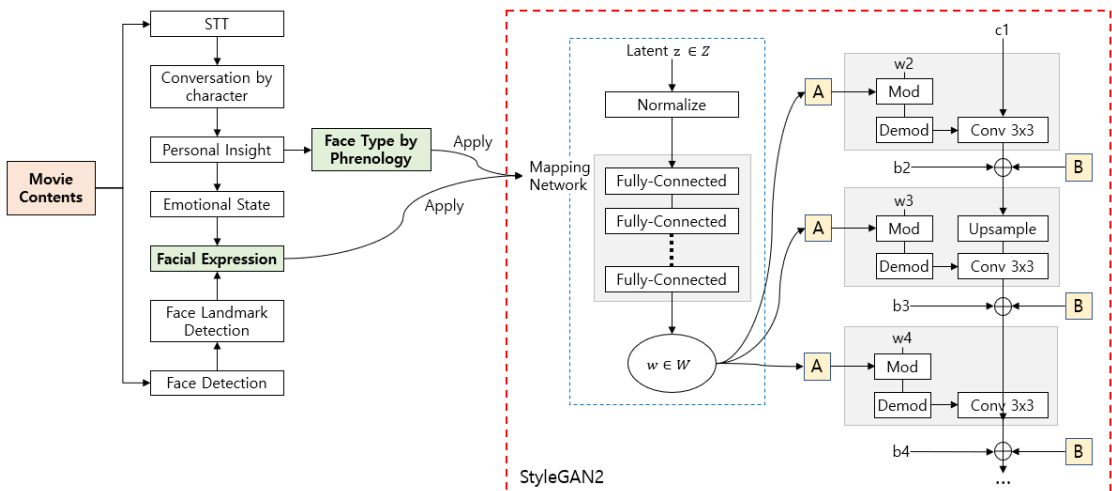 Movie
Contents
STT
Conversation by
character
Personal Insight
Emotional State
Facial Expression
Face Landmark
Detection
Face Detection
Face Type by
Phrenology
Apply
Apply
Mapping
Network
Latent z ∈ Z
Normalize
Fully-Connected
Fully-Connected
Fully-Connected
w ∈ W
c1
A
w2
Mod
Demod
Conv 3x3
b2
B
A
w3
Mod
Upsample
Demod
Conv 3x3
b3
B
A
w4
Mod
Demod
Conv 3x3
b4
B
...
StyleGAN2